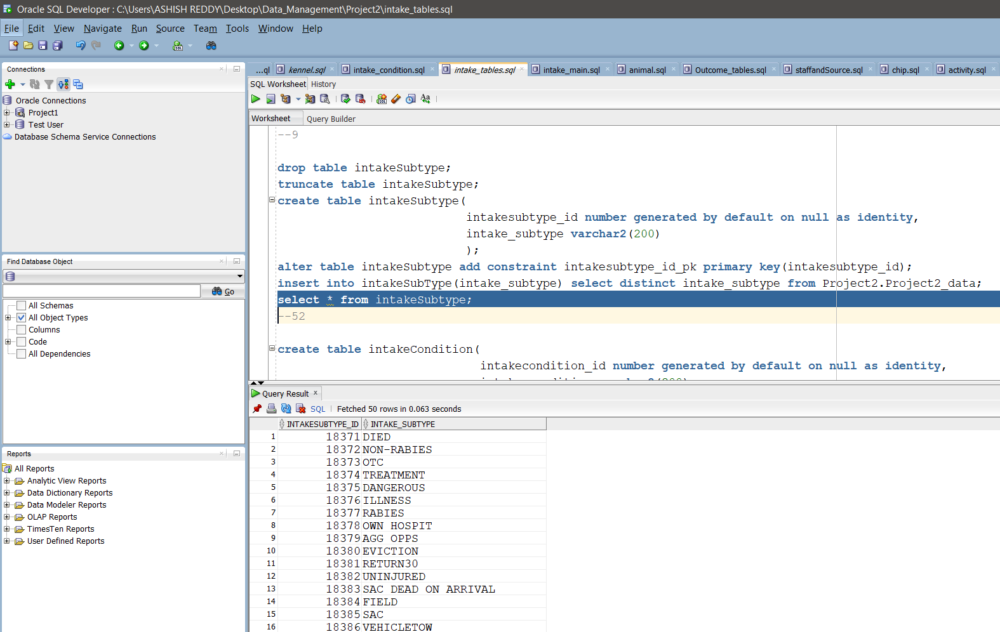 Oracle SQL Developer : C:\Users\ASHISH REDDY\Desktop\Data_Management\Project2\intake_tables.sql
File Edit View Navigate Run Source Team Tools Window Help
Connections
Oracle Connections
Project1
Test User
Database Schema Service Connections
Find Database Object
Go
All Schemas
All Object Types
Columns
Code
All Dependencies
Reports
All Reports
Analytic View Reports
Data Dictionary Reports
Data Modeler Reports
OLAP Reports
TimesTen Reports
User Defined Reports
...ql kennel.sql intake_condition.sql intake_tables.sql intake_main.sql animal.sql Outcome_tables.sql staffandSource.sql chip.sql activity.sql
SQL Worksheet History
Worksheet Query Builder
--9
drop table intakeSubtype;
truncate table intakeSubtype;
create table intakeSubtype(
intakesubtype_id number generated by default on null as identity,
intake_subtype varchar2(200)
);
alter table intakeSubtype add constraint intakesubtype_id_pk primary key(intakesubtype_id);
insert into intakeSubType(intake_subtype) select distinct intake_subtype from Project2.Project2_data;
select * from intakeSubtype;
--52
create table intakeCondition(
intakecondition_id number generated by default on null as identity,
Query Result
SQL Fetched 50 rows in 0.063 seconds
INTAKESUBTYPE_ID INTAKE_SUBTYPE
1 18371 DIED
2 18372 NON-RABIES
3 18373 OTC
4 18374 TREATMENT
5 18375 DANGEROUS
6 18376 ILLNESS
7 18377 RABIES
8 18378 OWN HOSPIT
9 18379 AGG OPPS
10 18380 EVICTION
11 18381 RETURN30
12 18382 UNINJURED
13 18383 SAC DEAD ON ARRIVAL
14 18384 FIELD
15 18385 SAC
16 18386 VEHICLETOW